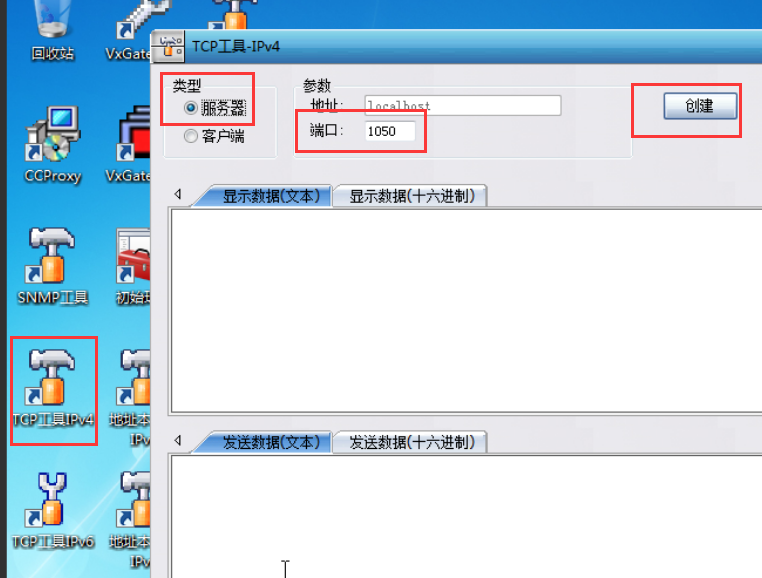 回收站
VxGate
CCProxy
VxGate
SNMP工具
初始
TCP工具IPv4
地址本
IPv
TCP工具IPv6
地址本
IPv
TCP工具-IPv4
类型
服务器
客户端
参数
地址: localhost
端口: 1050
创建
显示数据(文本)
显示数据(十六进制)
发送数据(文本)
发送数据(十六进制)